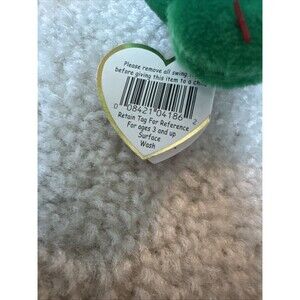 Please remove all swing
before giving this item to a
0 08421 04186 2
Retain Tag For Reference
For ages 3 and up
Surface
Wash